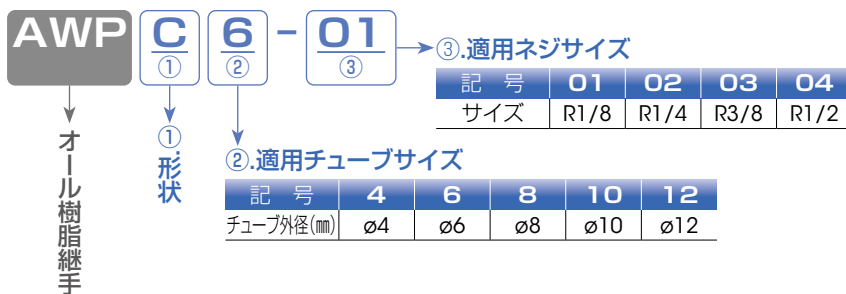 AWP C 6 - 01
① ② ③
③.適用ネジサイズ
記 号 01 02 03 04
サイズ R1/8 R1/4 R3/8 R1/2
オール樹脂継手
①.形状
②.適用チューブサイズ
記 号 4 6 8 10 12
チューブ外径(㎜) ø4 ø6 ø8 ø10 ø12